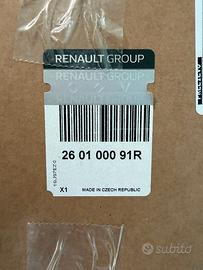 RENAULT GROUP
RENAULT GROUP
26 01 000 91R
X1
MADE IN CZECH REPUBLIC
subito